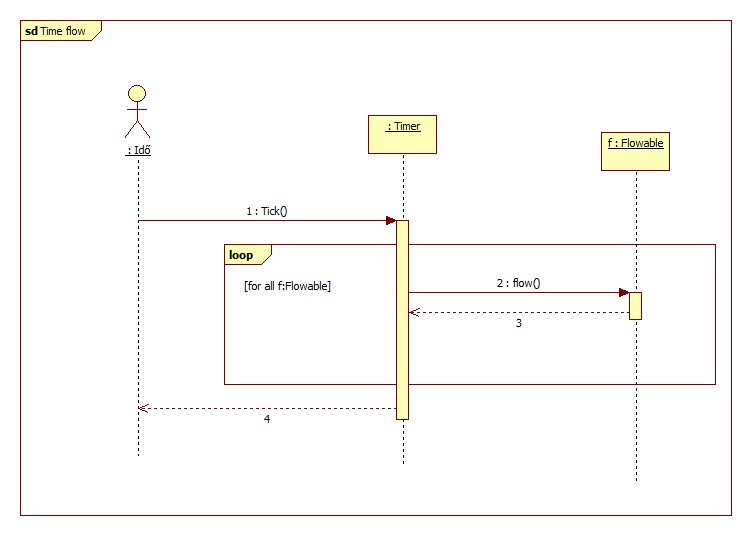 sd Time flow
: Idő
: Timer
f : Flowable
1 : Tick()
loop
[for all f:Flowable]
2 : flow()
3
4